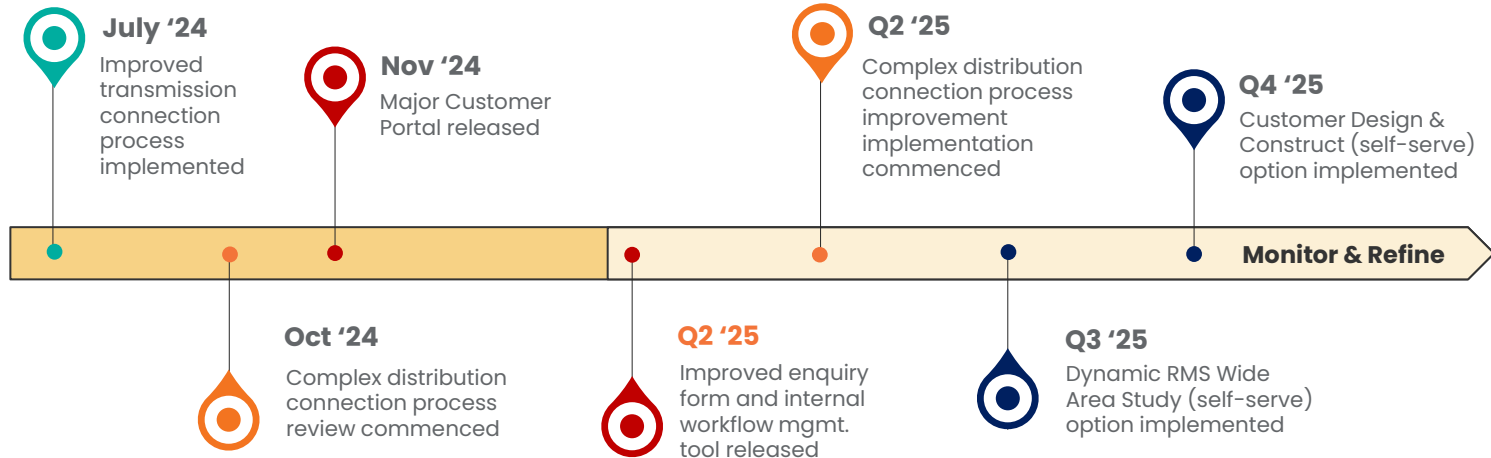 July ‘24
Improved
transmission
connection
process
implemented
Nov ‘24
Major Customer
Portal released
Q2 ‘25
Complex distribution
connection process
improvement
implementation
commenced
Q4 ‘25
Customer Design &
Construct (self-serve)
option implemented
Monitor & Refine
Oct ‘24
Complex distribution
connection process
review commenced
Q2 ‘25
Improved enquiry
form and internal
workflow mgmt.
tool released
Q3 ‘25
Dynamic RMS Wide
Area Study (self-serve)
option implemented